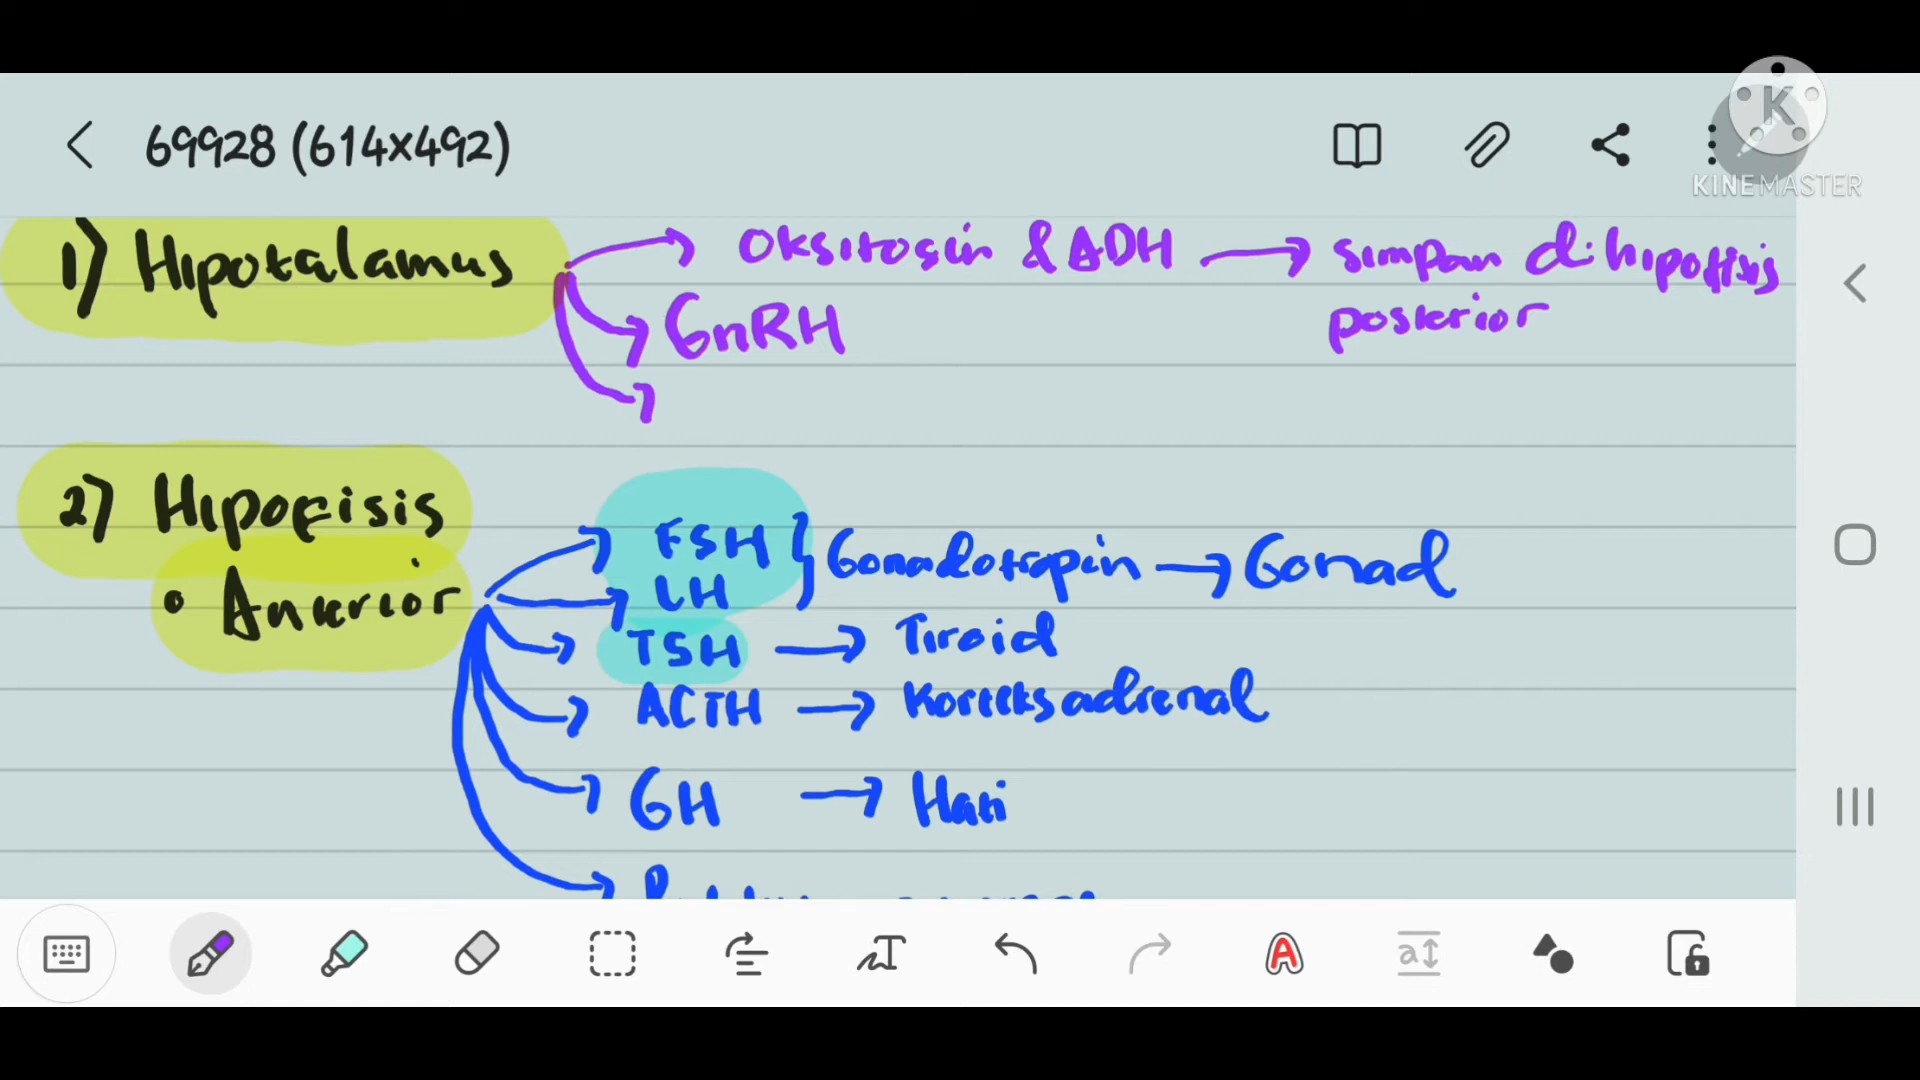 69928 (614x492)
KINEMASTER
1) Hipotalamus → Oksitosin & ADH → simpan di hipofisis
posterior
→ GnRH
→
2) Hipofisis
• Anterior → FSH } Gonadotropin → Gonad
→ LH
→ TSH → Tiroid
→ ACTH → Korteks adrenal
→ GH → Hati